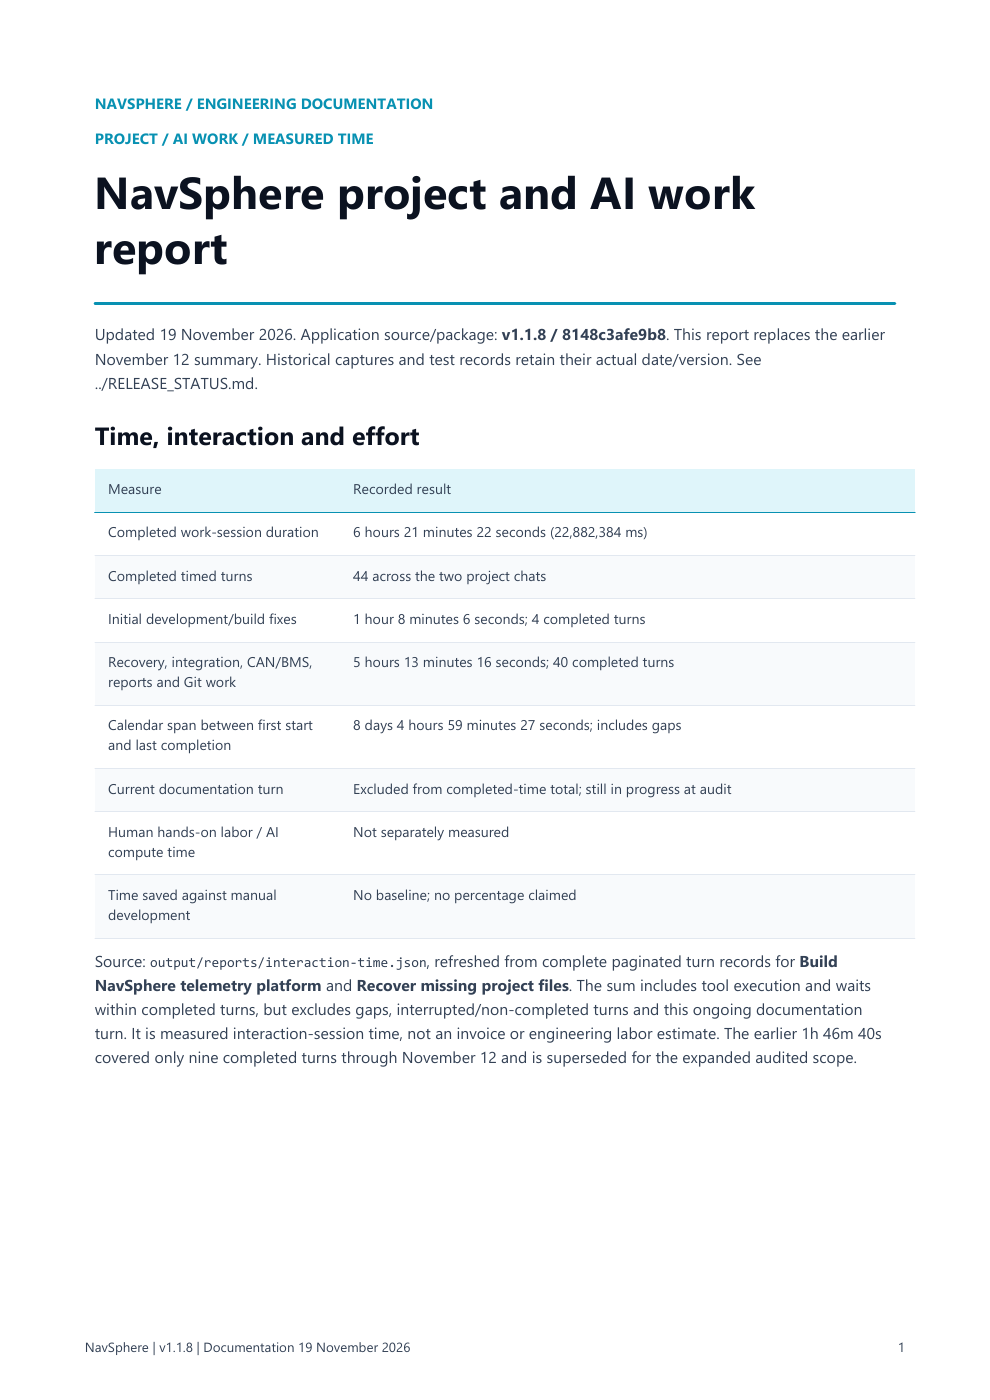 NAVSPHERE / ENGINEERING DOCUMENTATION
PROJECT / AI WORK / MEASURED TIME
NavSphere project and AI work
report
Updated 19 November 2026. Application source/package: v1.1.8 / 8148c3afe9b8. This report replaces the earlier
November 12 summary. Historical captures and test records retain their actual date/version. See
../RELEASE_STATUS.md.
Time, interaction and effort
Measure Recorded result
Completed work-session duration 6 hours 21 minutes 22 seconds (22,882,384 ms)
Completed timed turns 44 across the two project chats
Initial development/build fixes 1 hour 8 minutes 6 seconds; 4 completed turns
Recovery, integration, CAN/BMS, 5 hours 13 minutes 16 seconds; 40 completed turns
reports and Git work
Calendar span between first start 8 days 4 hours 59 minutes 27 seconds; includes gaps
and last completion
Current documentation turn Excluded from completed-time total; still in progress at audit
Human hands-on labor / AI Not separately measured
compute time
Time saved against manual No baseline; no percentage claimed
development
Source: output/reports/interaction-time.json, refreshed from complete paginated turn records for Build
NavSphere telemetry platform and Recover missing project files. The sum includes tool execution and waits
within completed turns, but excludes gaps, interrupted/non-completed turns and this ongoing documentation
turn. It is measured interaction-session time, not an invoice or engineering labor estimate. The earlier 1h 46m 40s
covered only nine completed turns through November 12 and is superseded for the expanded audited scope.
NavSphere | v1.1.8 | Documentation 19 November 2026 1